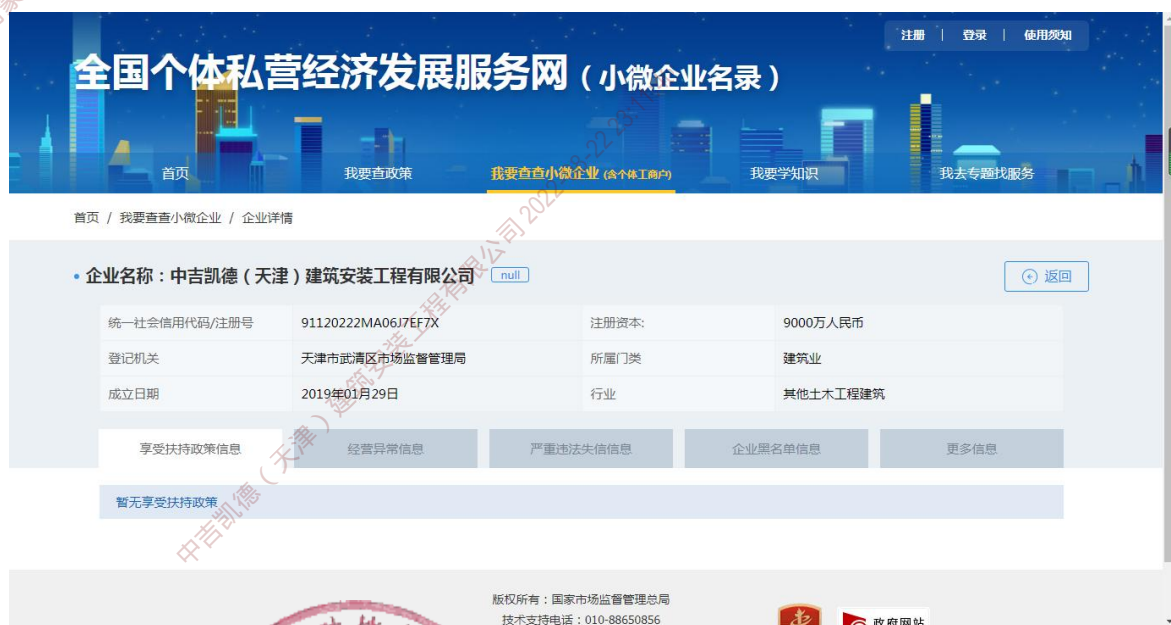 注册 | 登录 | 使用须知
全国个体私营经济发展服务网（小微企业名录）
首页 我要查政策 我要查查小微企业 (含个体工商户) 我要学知识 我去专题找服务
首页 / 我要查查小微企业 / 企业详情
• 企业名称：中吉凯德（天津）建筑安装工程有限公司 null 返回
统一社会信用代码/注册号 91120222MA06J7EF7X 注册资本: 9000万人民币
登记机关 天津市武清区市场监督管理局 所属门类 建筑业
成立日期 2019年01月29日 行业 其他土木工程建筑
享受扶持政策信息 经营异常信息 严重违法失信信息 企业黑名单信息 更多信息
暂无享受扶持政策
中吉凯德（天津）建筑安装工程有限公司
版权所有：国家市场监督管理总局
技术支持电话：010-88650856
政府网站